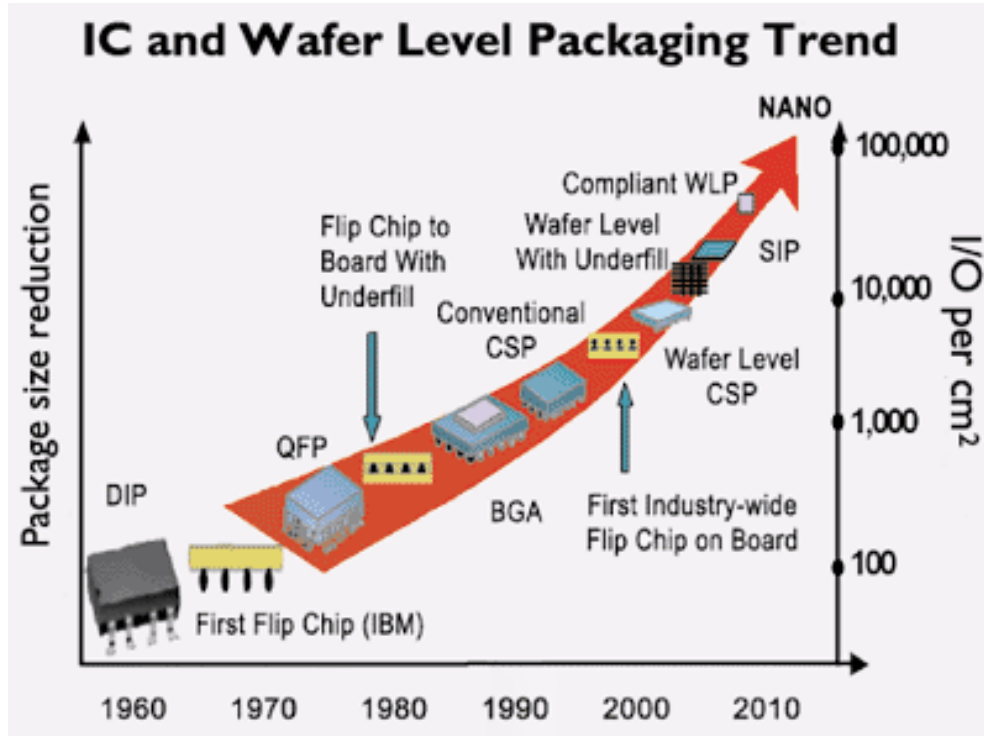 IC and Wafer Level Packaging Trend
NANO
100,000
Compliant WLP
Flip Chip to
Board With
Underfill
Wafer Level
With Underfill
SIP
10,000
Conventional
CSP
Wafer Level
CSP
1,000
QFP
DIP
BGA
First Industry-wide
Flip Chip on Board
100
First Flip Chip (IBM)
Package size reduction
I/O per cm²
1960 1970 1980 1990 2000 2010